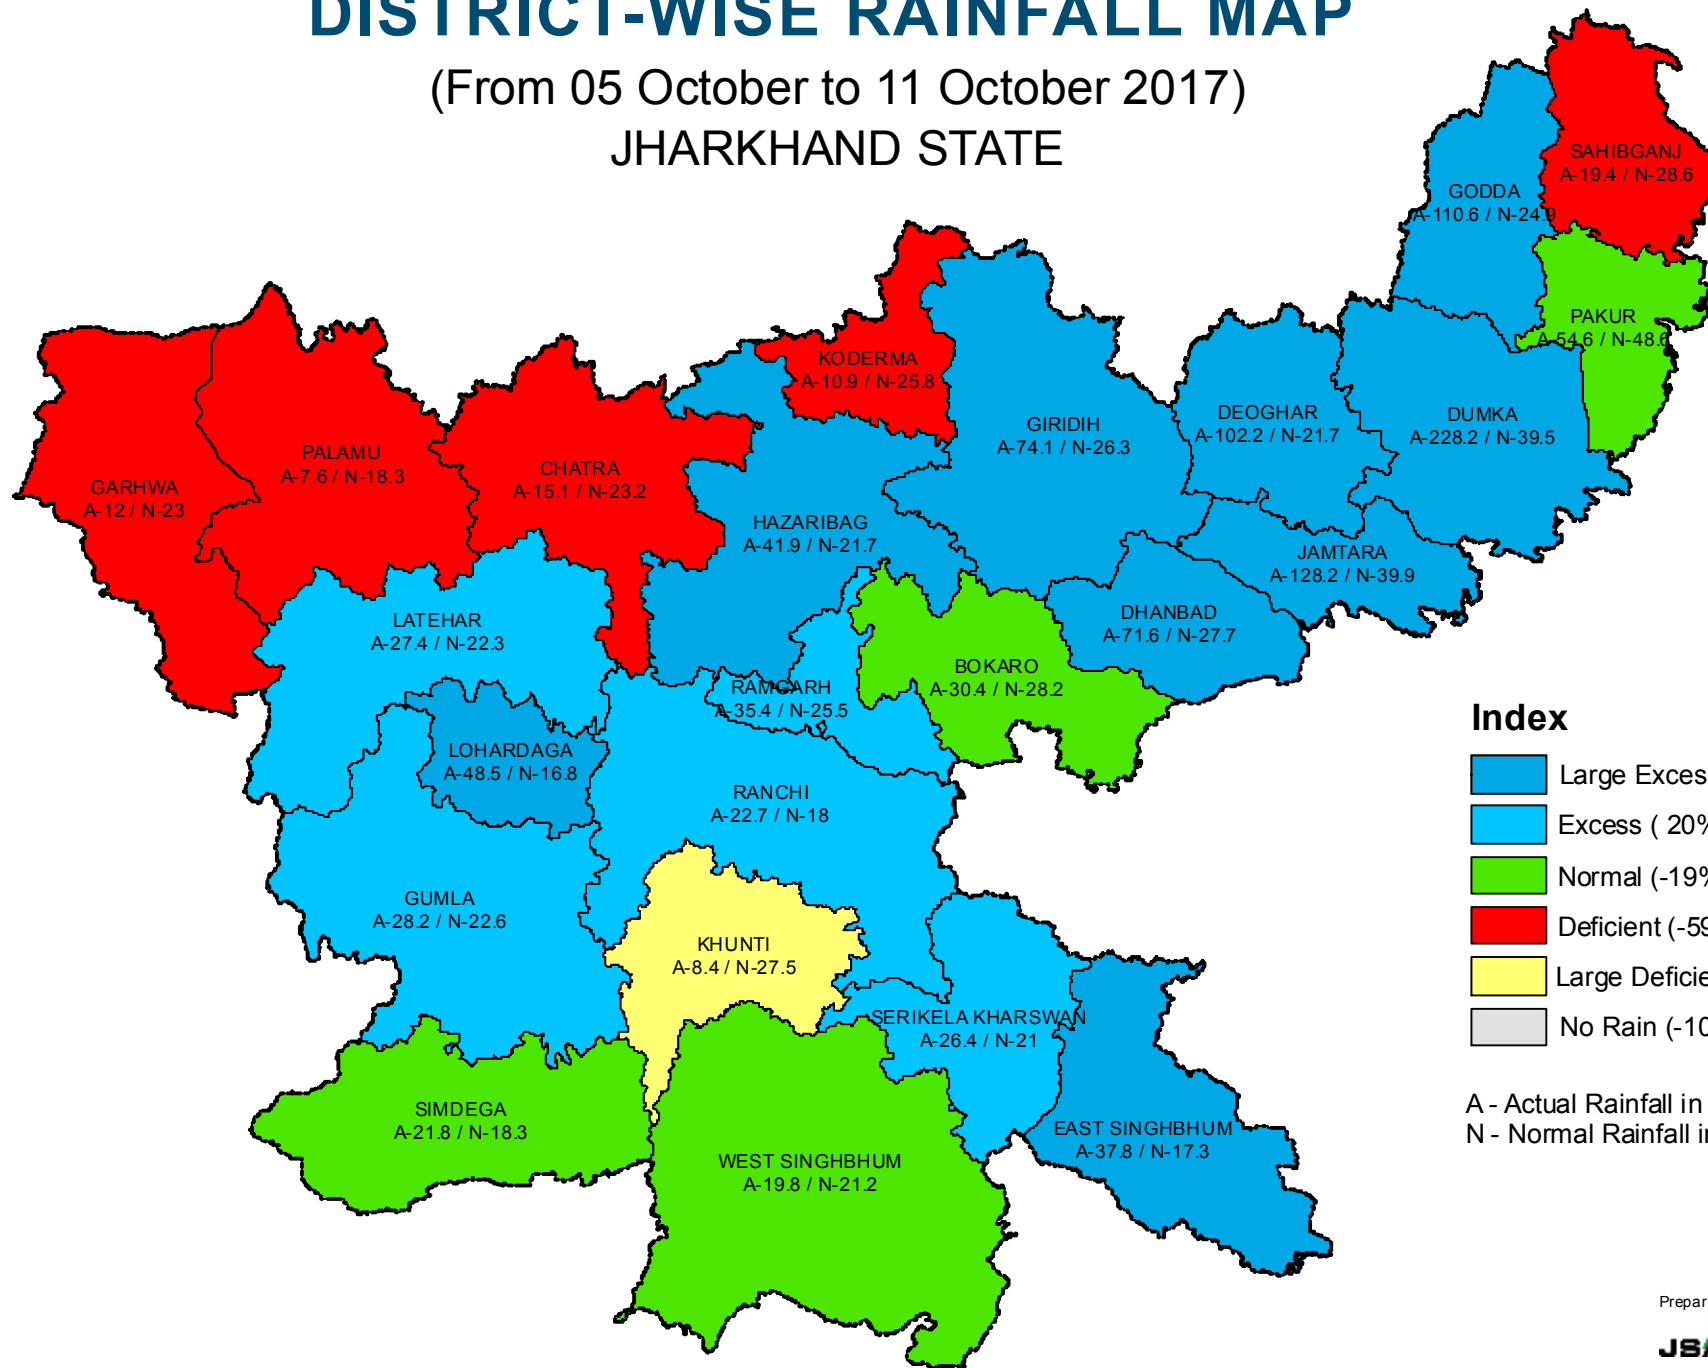 DISTRICT-WISE RAINFALL MAP
(From 05 October to 11 October 2017)
JHARKHAND STATE
SAHIBGANJ
A-19.4 / N-28.6
GODDA
A-110.6 / N-24.9
PAKUR
A-54.6 / N-48.6
KODERMA
A-10.9 / N-25.8
GIRIDIH
A-74.1 / N-26.3
DEOGHAR
A-102.2 / N-21.7
DUMKA
A-228.2 / N-39.5
PALAMU
A-7.6 / N-18.3
CHATRA
A-15.1 / N-23.2
GARHWA
A-12 / N-23
HAZARIBAG
A-41.9 / N-21.7
JAMTARA
A-128.2 / N-39.9
LATEHAR
A-27.4 / N-22.3
DHANBAD
A-71.6 / N-27.7
BOKARO
A-30.4 / N-28.2
RAMGARH
A-35.4 / N-25.5
LOHARDAGA
A-48.5 / N-16.8
RANCHI
A-22.7 / N-18
GUMLA
A-28.2 / N-22.6
KHUNTI
A-8.4 / N-27.5
SERIKELA KHARSWAN
A-26.4 / N-21
SIMDEGA
A-21.8 / N-18.3
EAST SINGHBHUM
A-37.8 / N-17.3
WEST SINGHBHUM
A-19.8 / N-21.2
Index
Large Exces
Excess ( 20%
Normal (-19%
Deficient (-59
Large Deficie
No Rain (-10
A - Actual Rainfall in
N - Normal Rainfall i
Prepar
JS